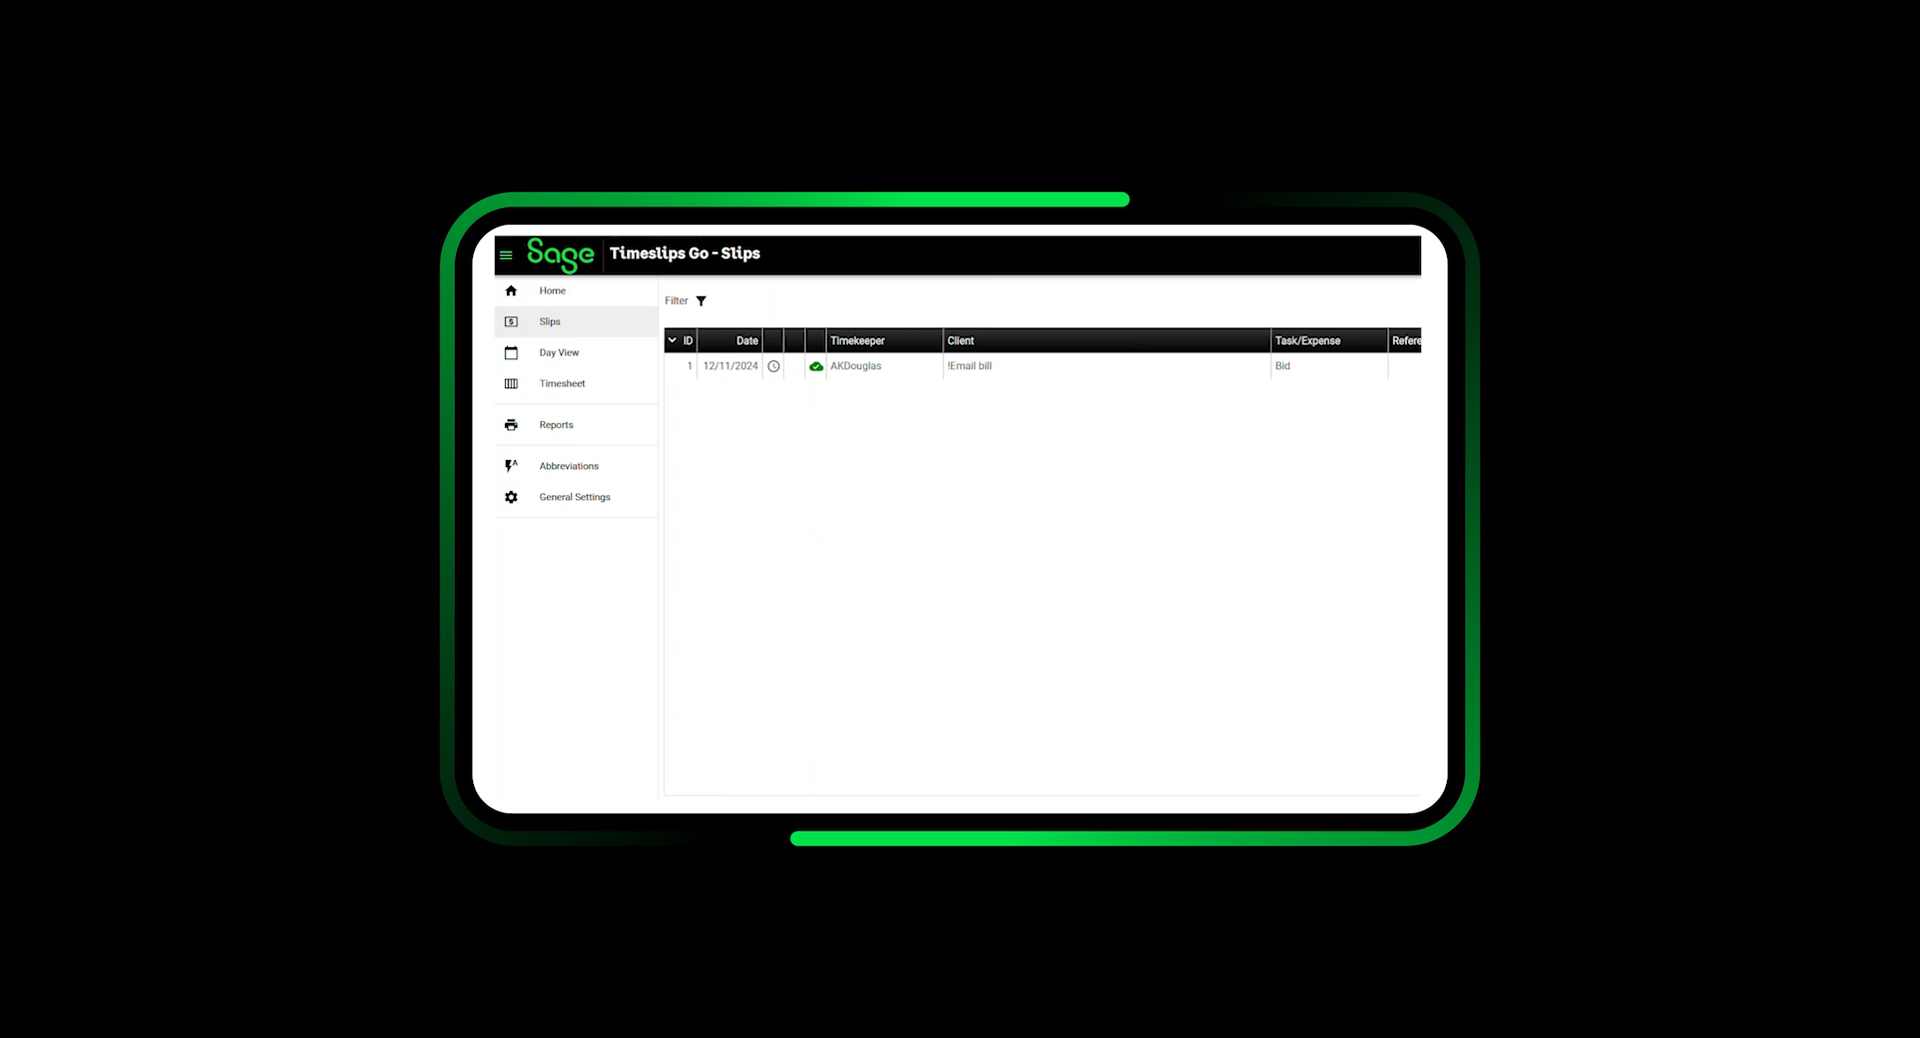 Sage Timeslips Go - Slips
Home
Slips
Day View
Timesheet
Reports
Abbreviations
General Settings
Filter
ID Date Timekeeper Client Task/Expense Refere
1 12/11/2024 AKDouglas !Email bill Bid